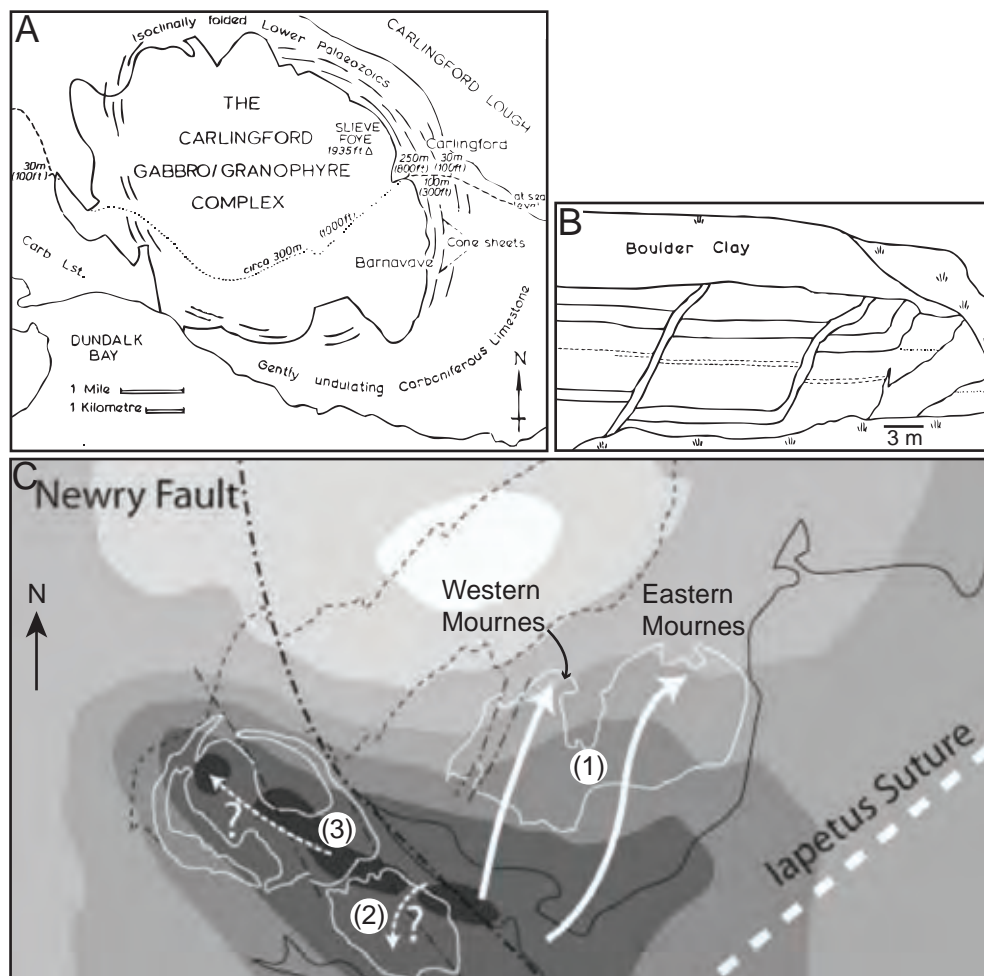 A
Isoclinally folded Lower Palaeozoics
CARLINGFORD LOUGH
THE
CARLINGFORD
GABBRO/GRANOPHYRE
COMPLEX
SLIEVE
FOYE
1935ft Δ
Carlingford
250m
(800ft)
30m
(100ft)
100m
(300ft)
at sea
30m
(100ft)
circa 300m
(1000ft)
Cone sheets
Barnavave
Carb Lst.
DUNDALK
BAY
1 Mile
1 Kilometre
Gently undulating Carboniferous Limestone
N
B
Boulder Clay
3 m
C
Newry Fault
N
Western
Mournes
Eastern
Mournes
(1)
(3)
?
(2)
?
Iapetus Suture